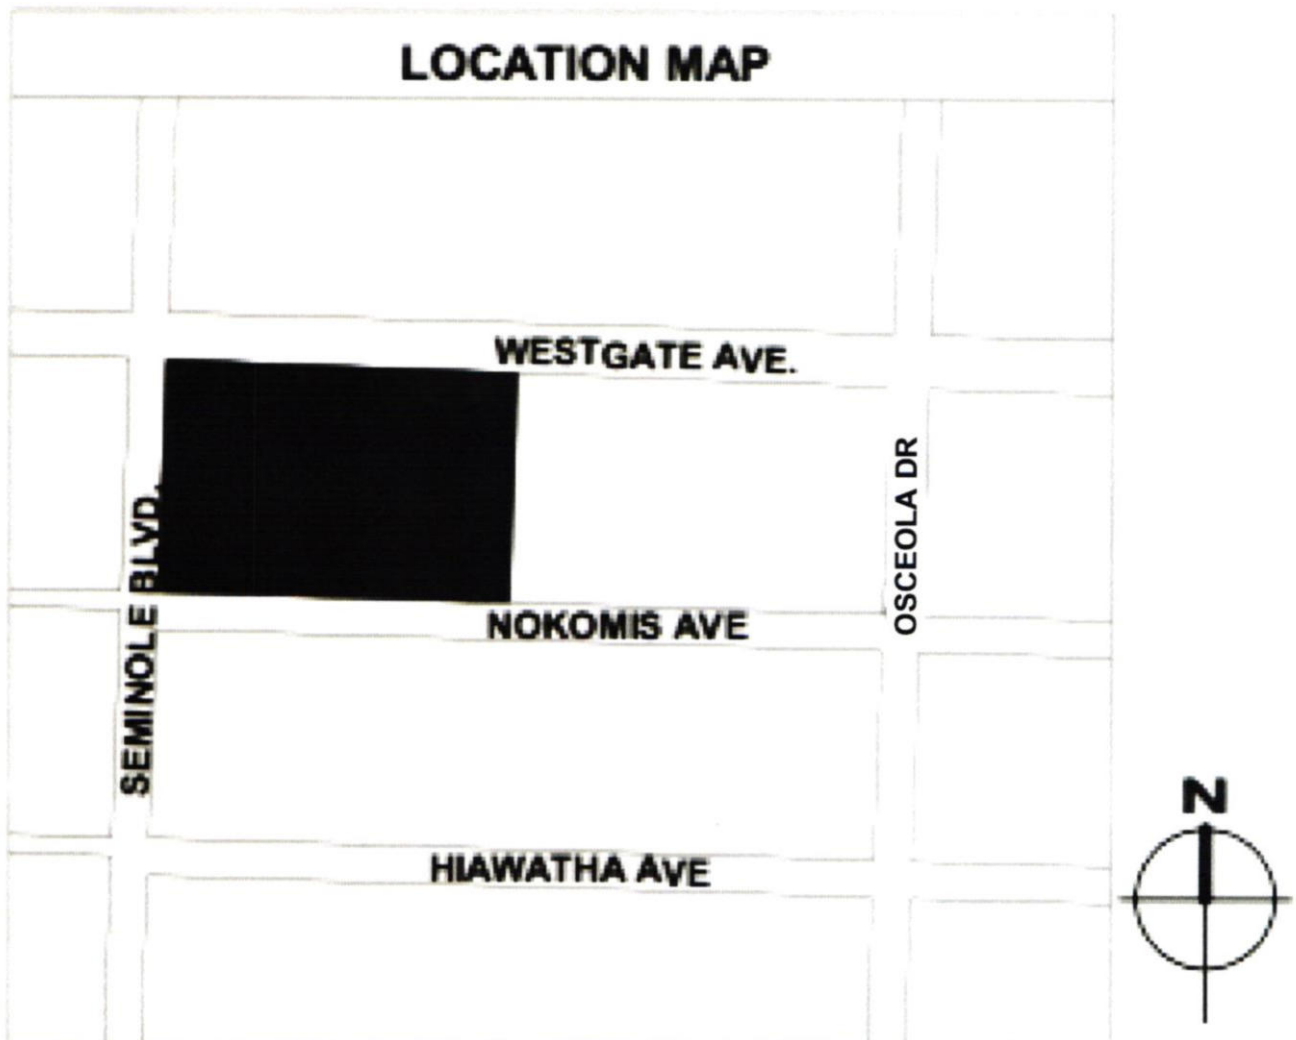 LOCATION MAP
WESTGATE AVE.
OSCEOLA DR
SEMINOLE BLVD.
NOKOMIS AVE
HIAWATHA AVE
N